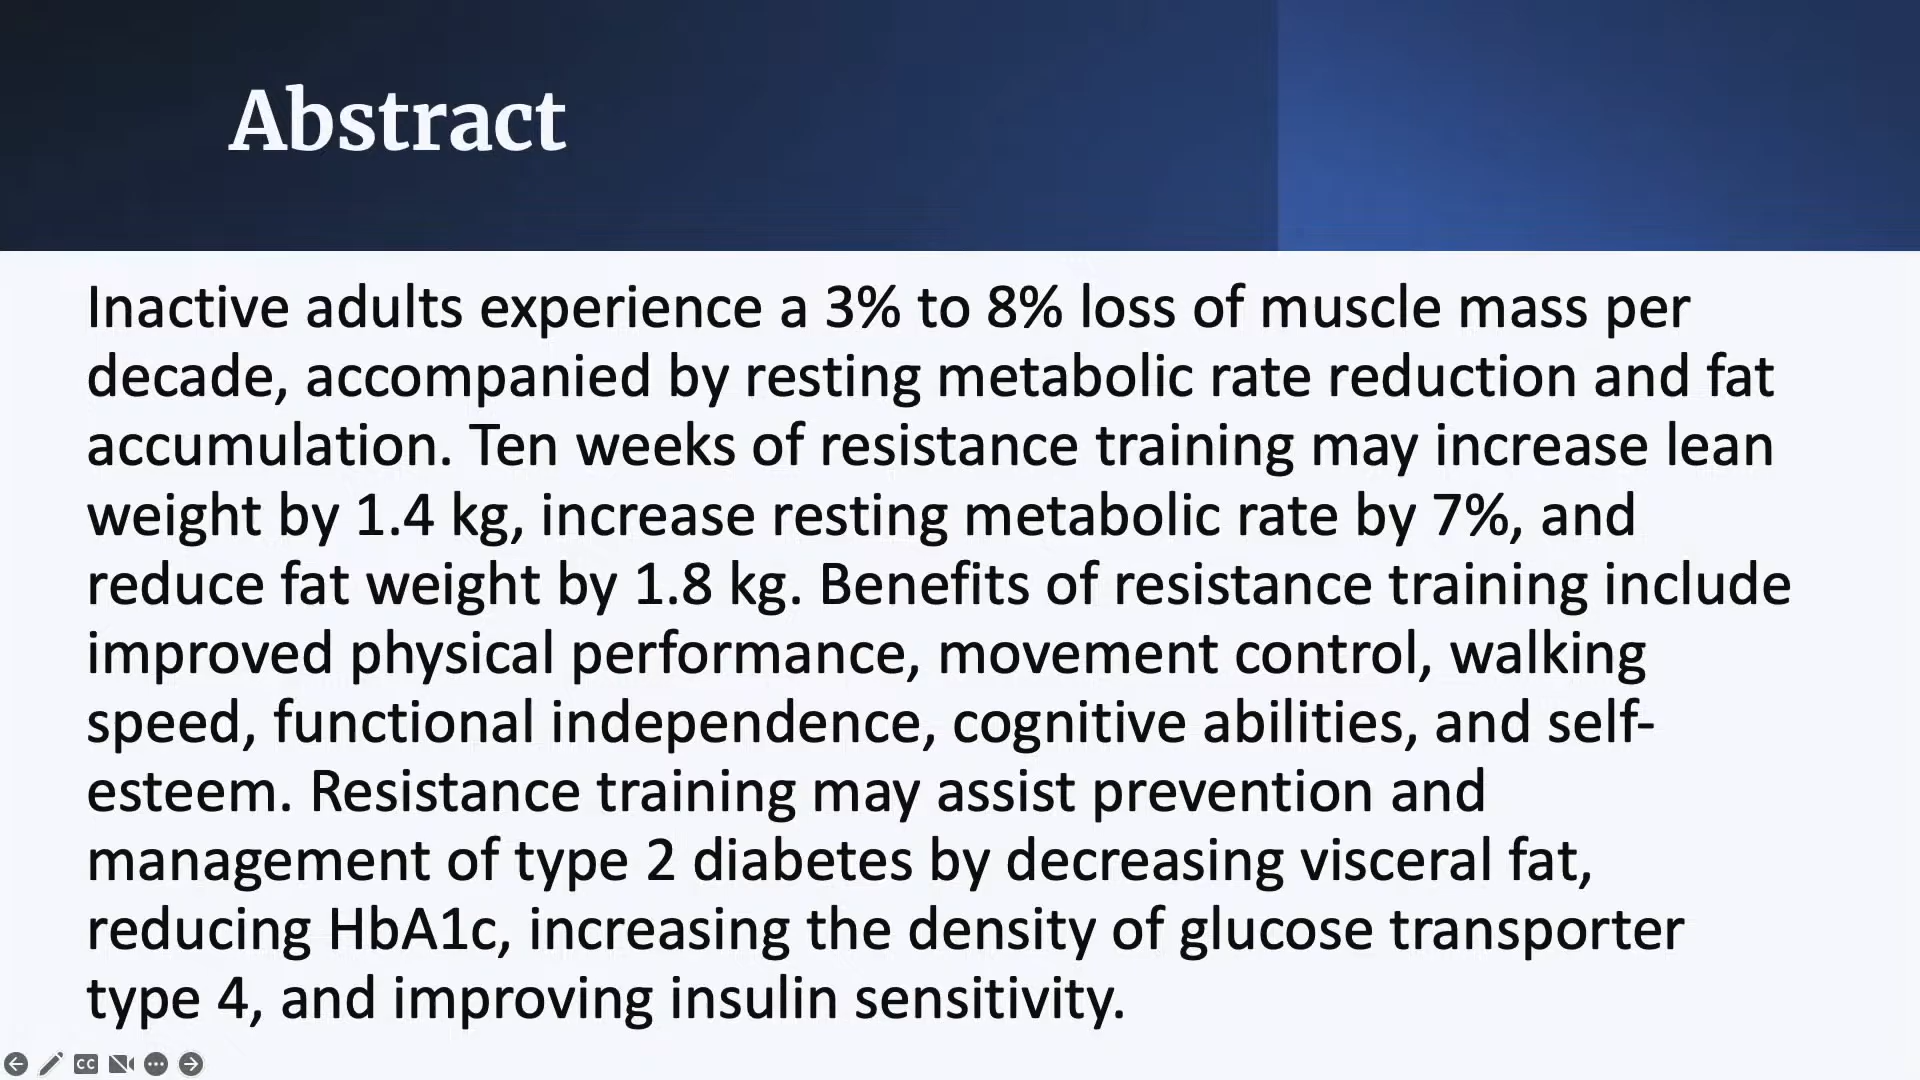 Abstract
Inactive adults experience a 3% to 8% loss of muscle mass per
decade, accompanied by resting metabolic rate reduction and fat
accumulation. Ten weeks of resistance training may increase lean
weight by 1.4 kg, increase resting metabolic rate by 7%, and
reduce fat weight by 1.8 kg. Benefits of resistance training include
improved physical performance, movement control, walking
speed, functional independence, cognitive abilities, and self-
esteem. Resistance training may assist prevention and
management of type 2 diabetes by decreasing visceral fat,
reducing HbA1c, increasing the density of glucose transporter
type 4, and improving insulin sensitivity.
CC